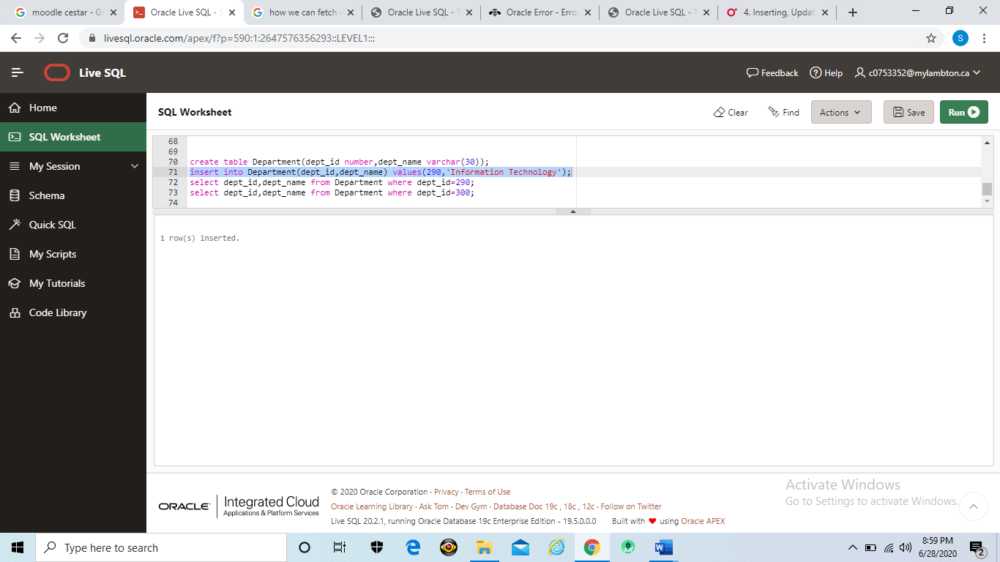 moodle cestar - G
Oracle Live SQL - S
how we can fetch
Oracle Live SQL - T
Oracle Error - Erro
Oracle Live SQL - T
4. Inserting, Updat
livesql.oracle.com/apex/f?p=590:1:2647576356293::LEVEL1:::
S
Live SQL
Feedback
Help
c0753352@mylambton.ca
Home
SQL Worksheet
My Session
Schema
Quick SQL
My Scripts
My Tutorials
Code Library
SQL Worksheet
Clear
Find
Actions
Save
Run
68
69
70 create table Department(dept_id number,dept_name varchar(30));
71 insert into Department(dept_id,dept_name) values(290,'Information Technology');
72 select dept_id,dept_name from Department where dept_id=290;
73 select dept_id,dept_name from Department where dept_id=300;
74
1 row(s) inserted.
ORACLE
Integrated Cloud
Applications & Platform Services
© 2020 Oracle Corporation · Privacy · Terms of Use
Oracle Learning Library · Ask Tom · Dev Gym · Database Doc 19c , 18c , 12c · Follow on Twitter
Live SQL 20.2.1, running Oracle Database 19c Enterprise Edition - 19.5.0.0.0 Built with ♥ using Oracle APEX
Activate Windows
Go to Settings to activate Windows.
Type here to search
8:59 PM
6/28/2020
2